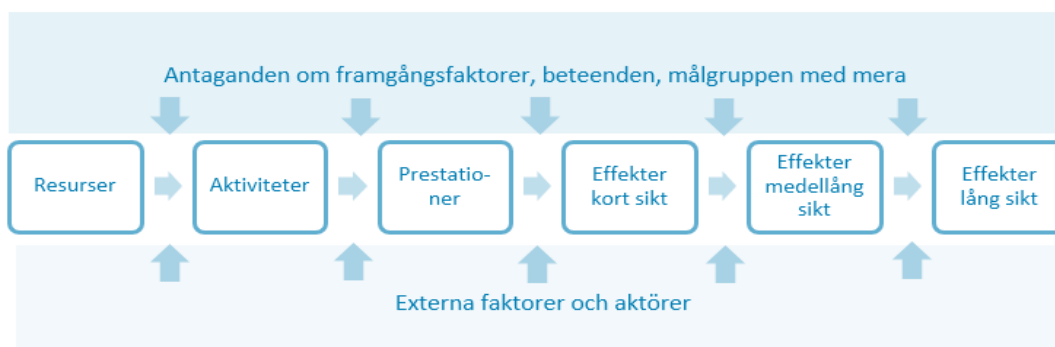 Antaganden om framgångsfaktorer, beteenden, målgruppen med mera
Resurser
Aktiviteter
Prestatio-
ner
Effekter
kort sikt
Effekter
medellång
sikt
Effekter
lång sikt
Externa faktorer och aktörer